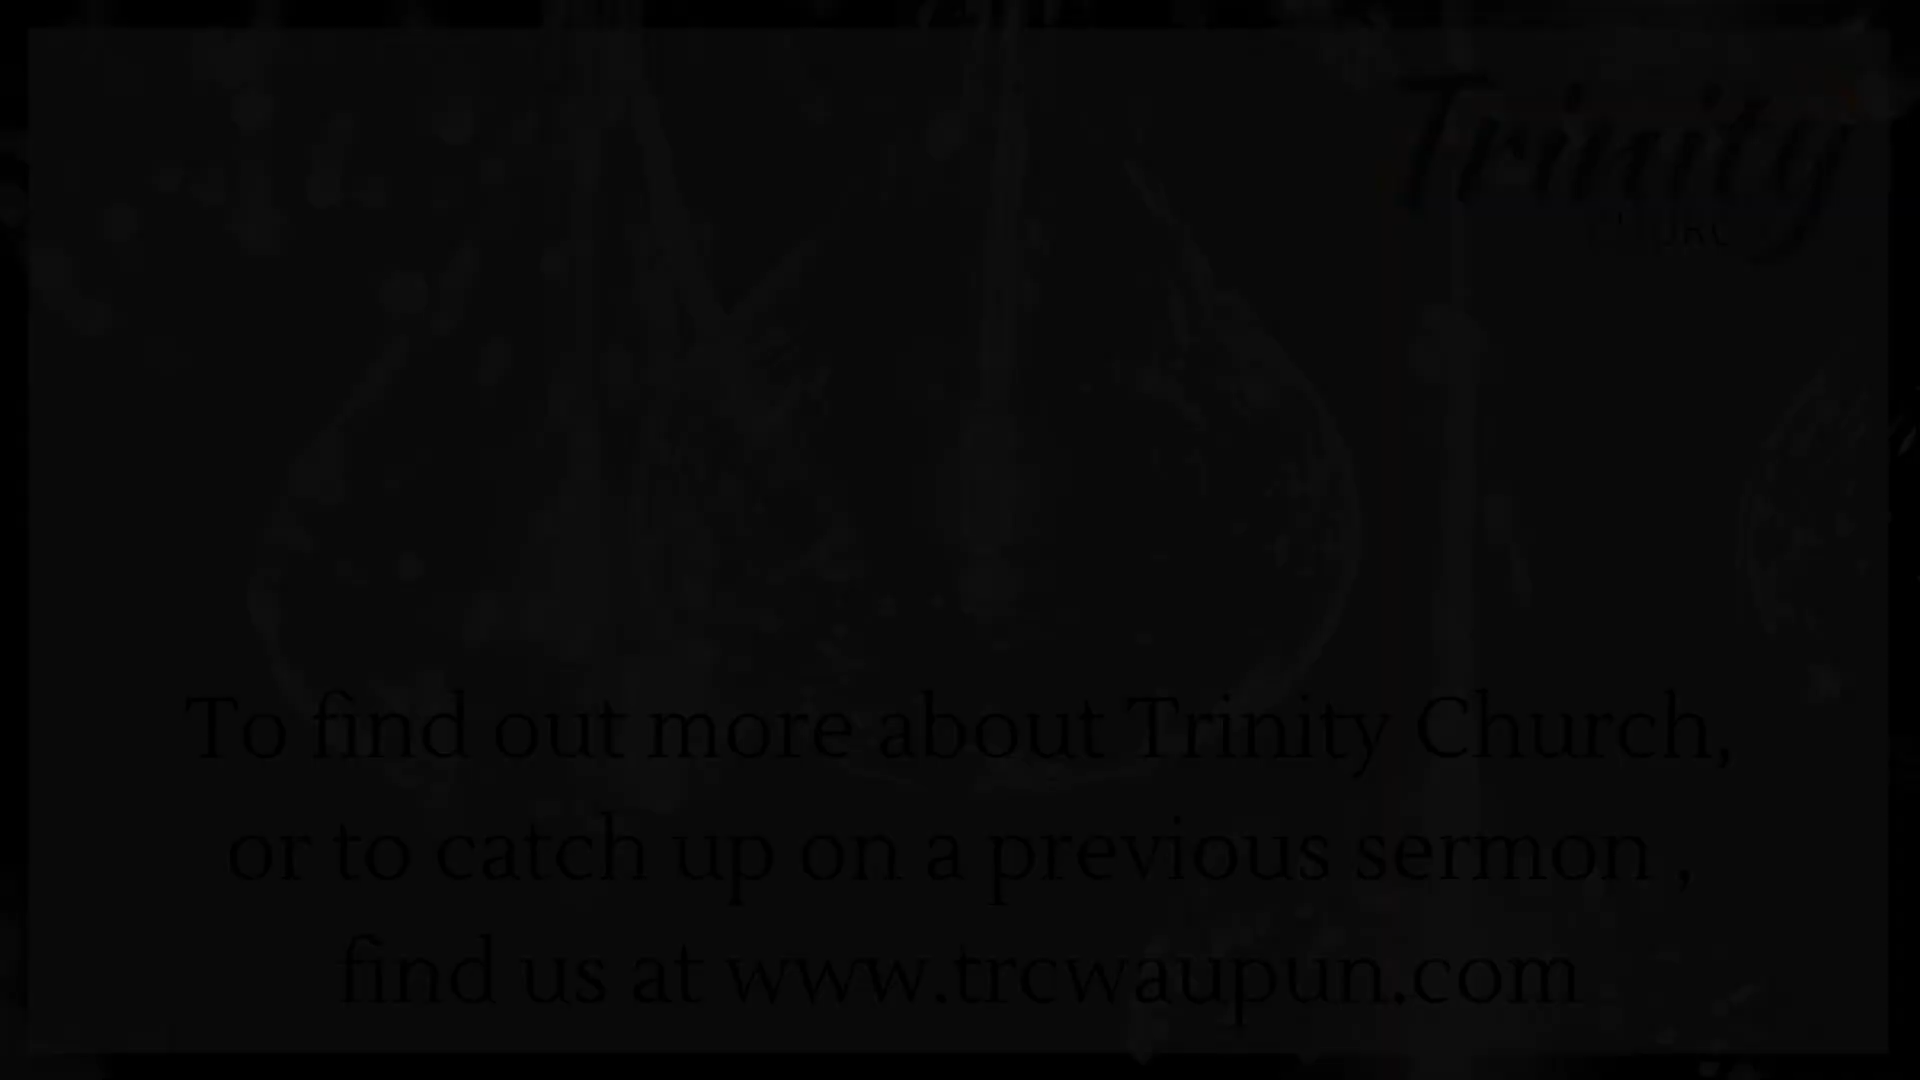 Trinity
CHURCH
To find out more about Trinity Church,
or to catch up on a previous sermon ,
find us at www.trcwaupun.com